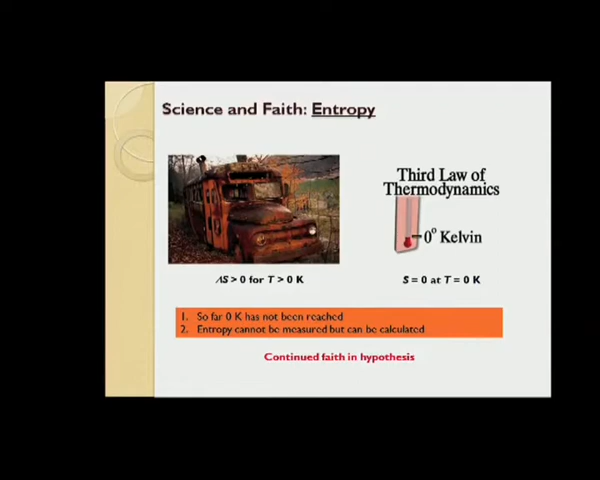 Science and Faith: Entropy
Third Law of
Thermodynamics
0° Kelvin
ΛS > 0 for T > 0 K
S = 0 at T = 0 K
1. So far 0 K has not been reached
2. Entropy cannot be measured but can be calculated
Continued faith in hypothesis